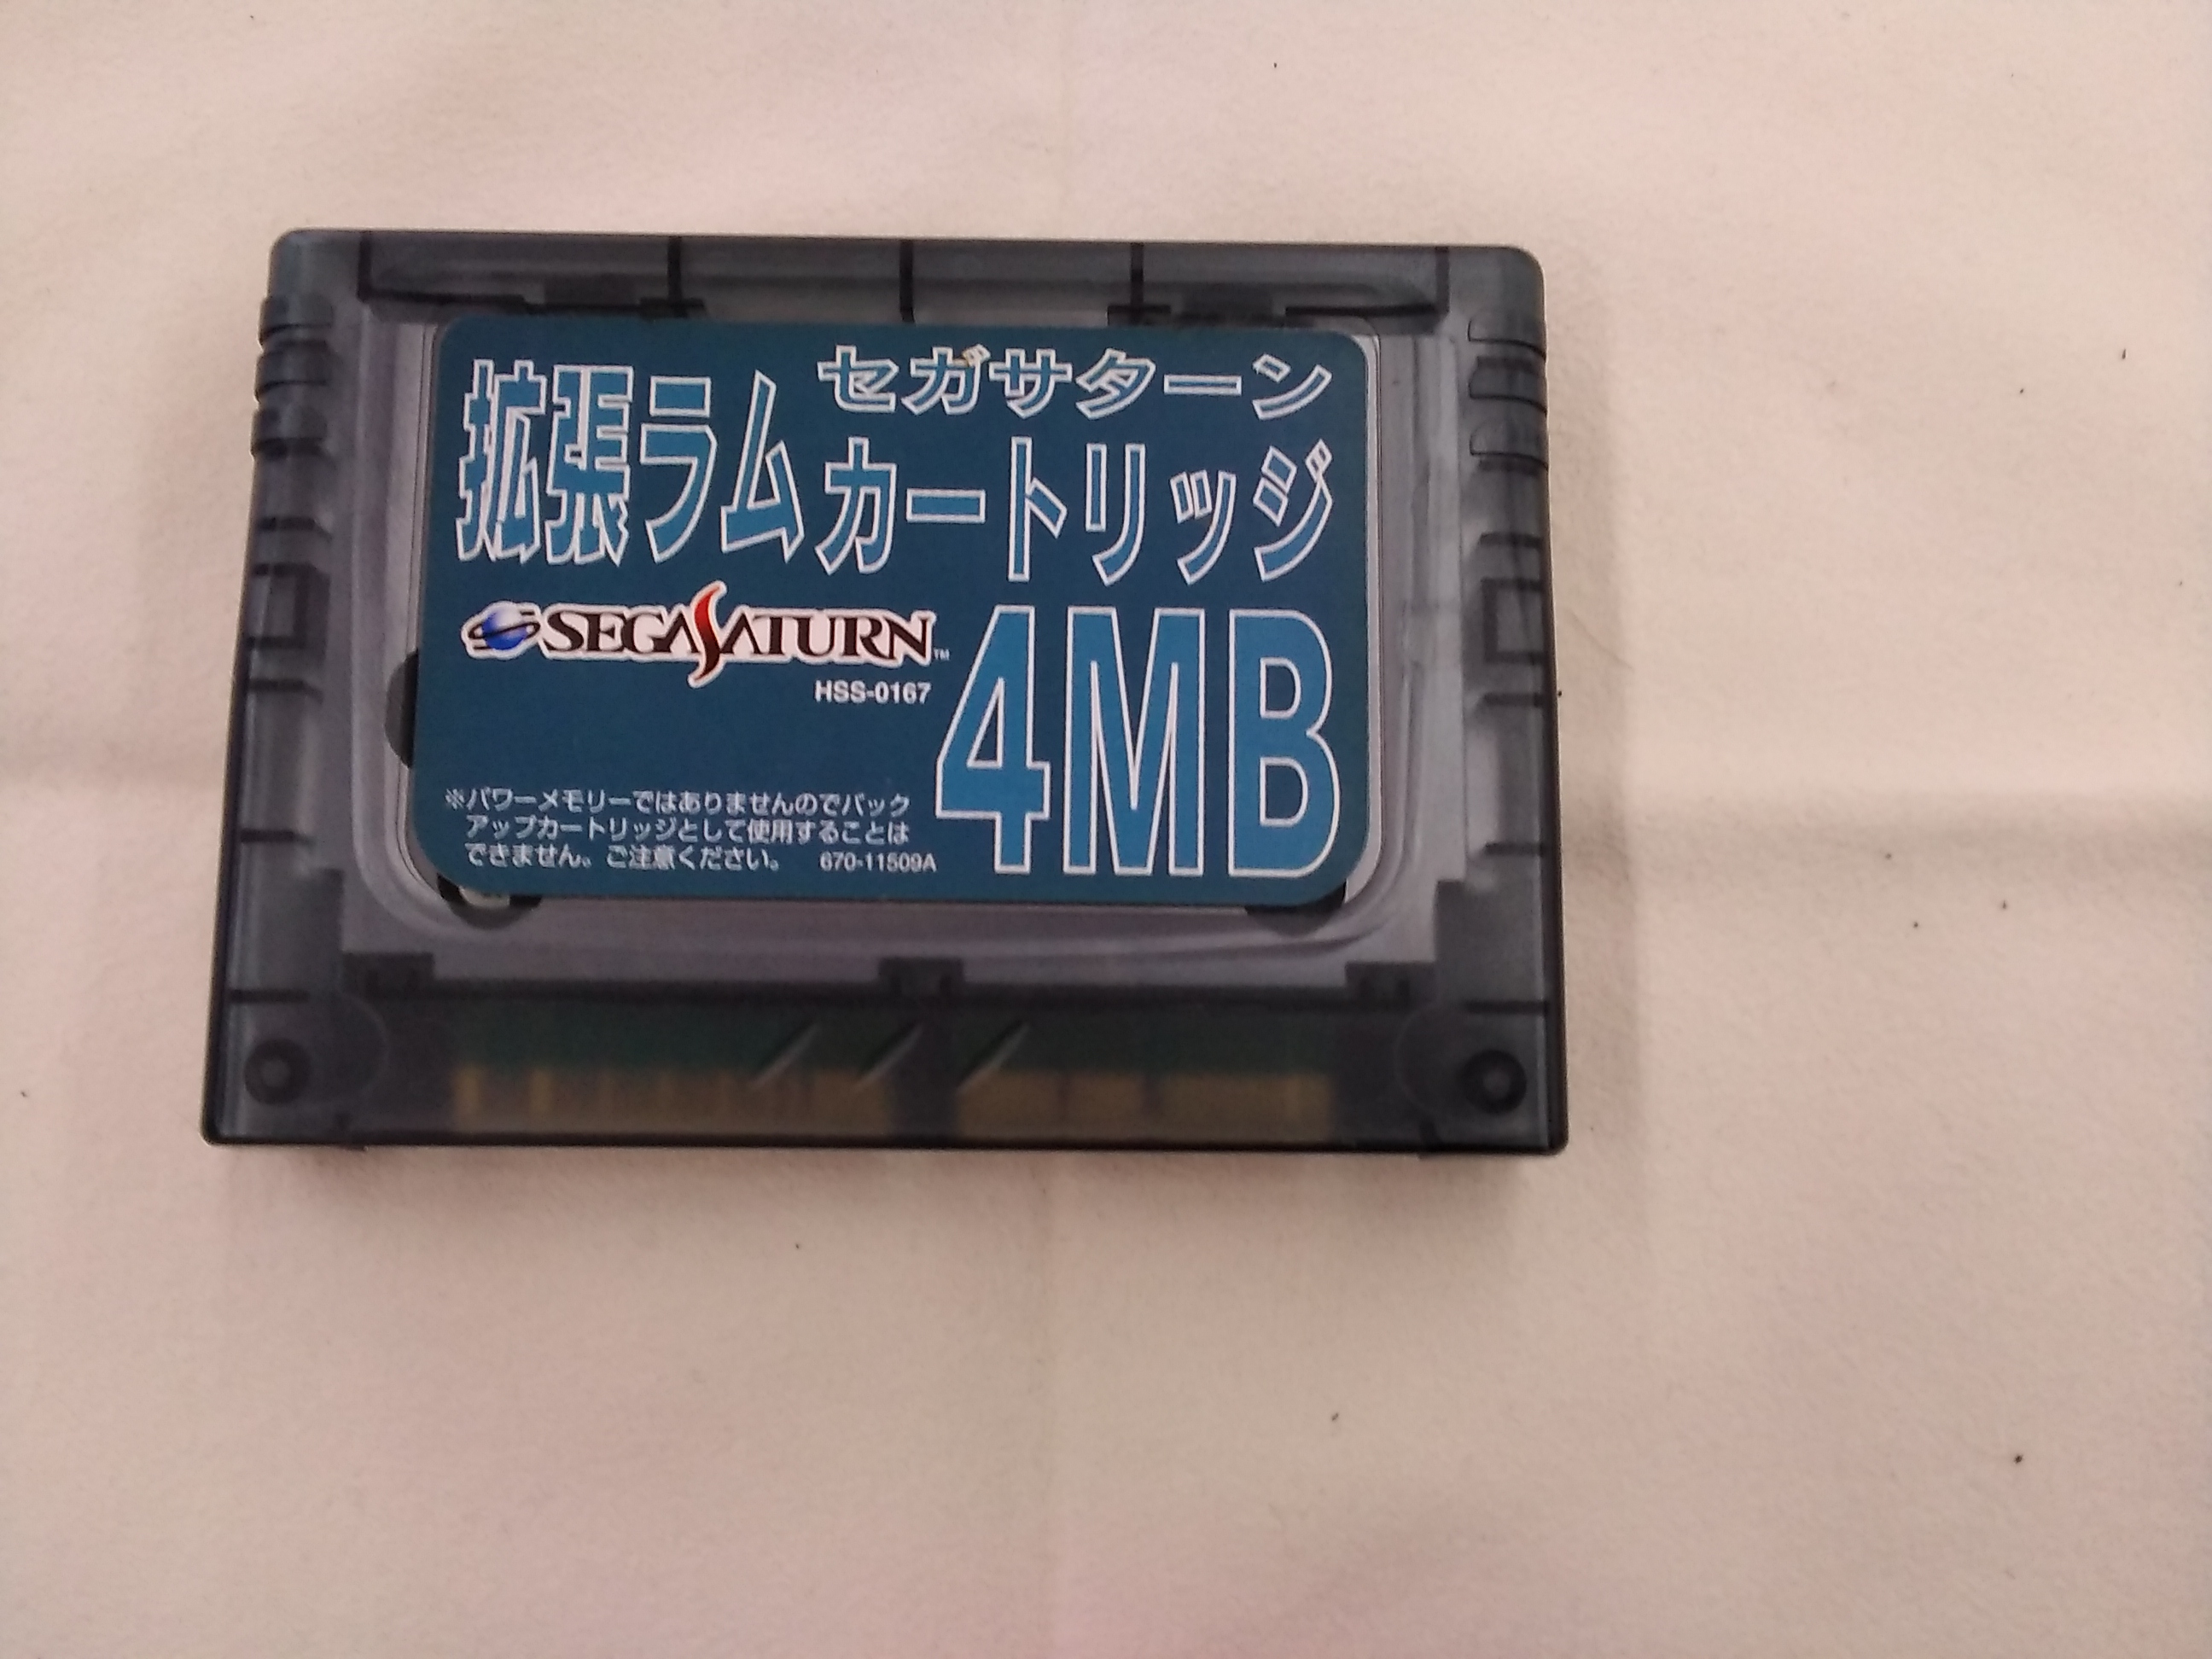 セガサターン
拡張ラムカートリッジ
SEGASATURN™
HSS-0167
4MB
※パワーメモリーではありませんのでバック
アップカートリッジとして使用することは
できません。ご注意ください。 670-11509A